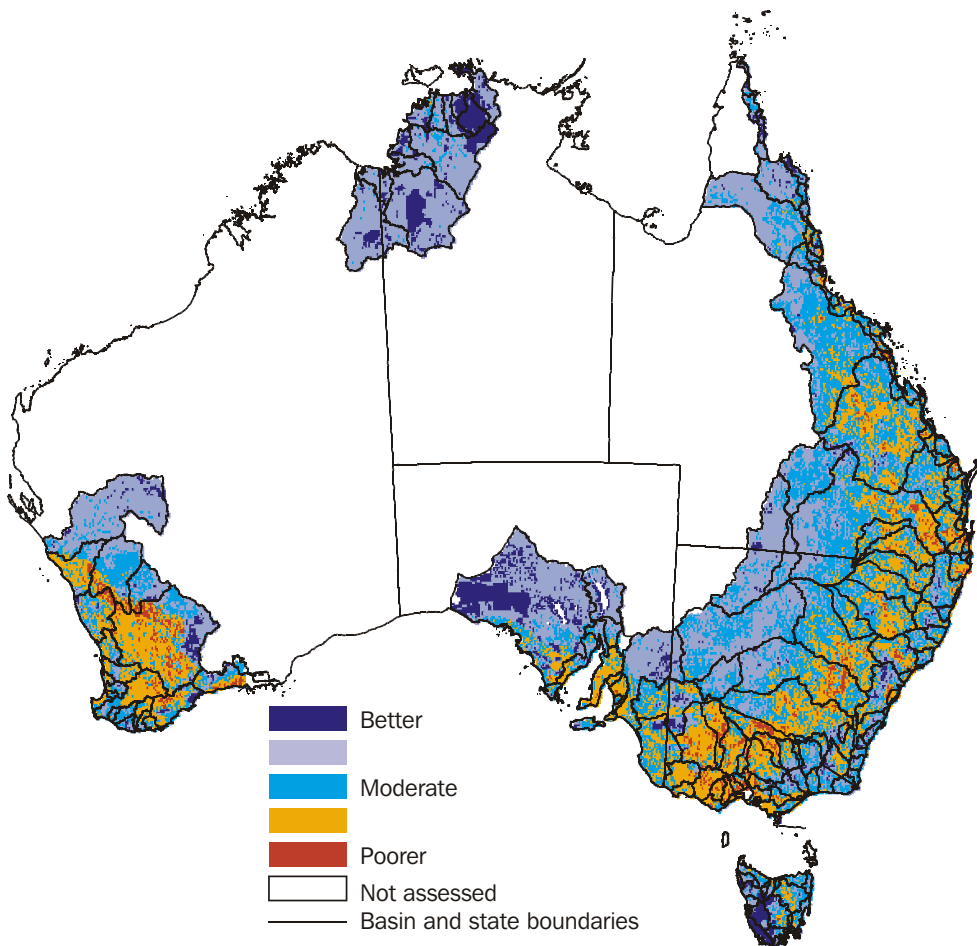 Better
Moderate
Poorer
Not assessed
Basin and state boundaries